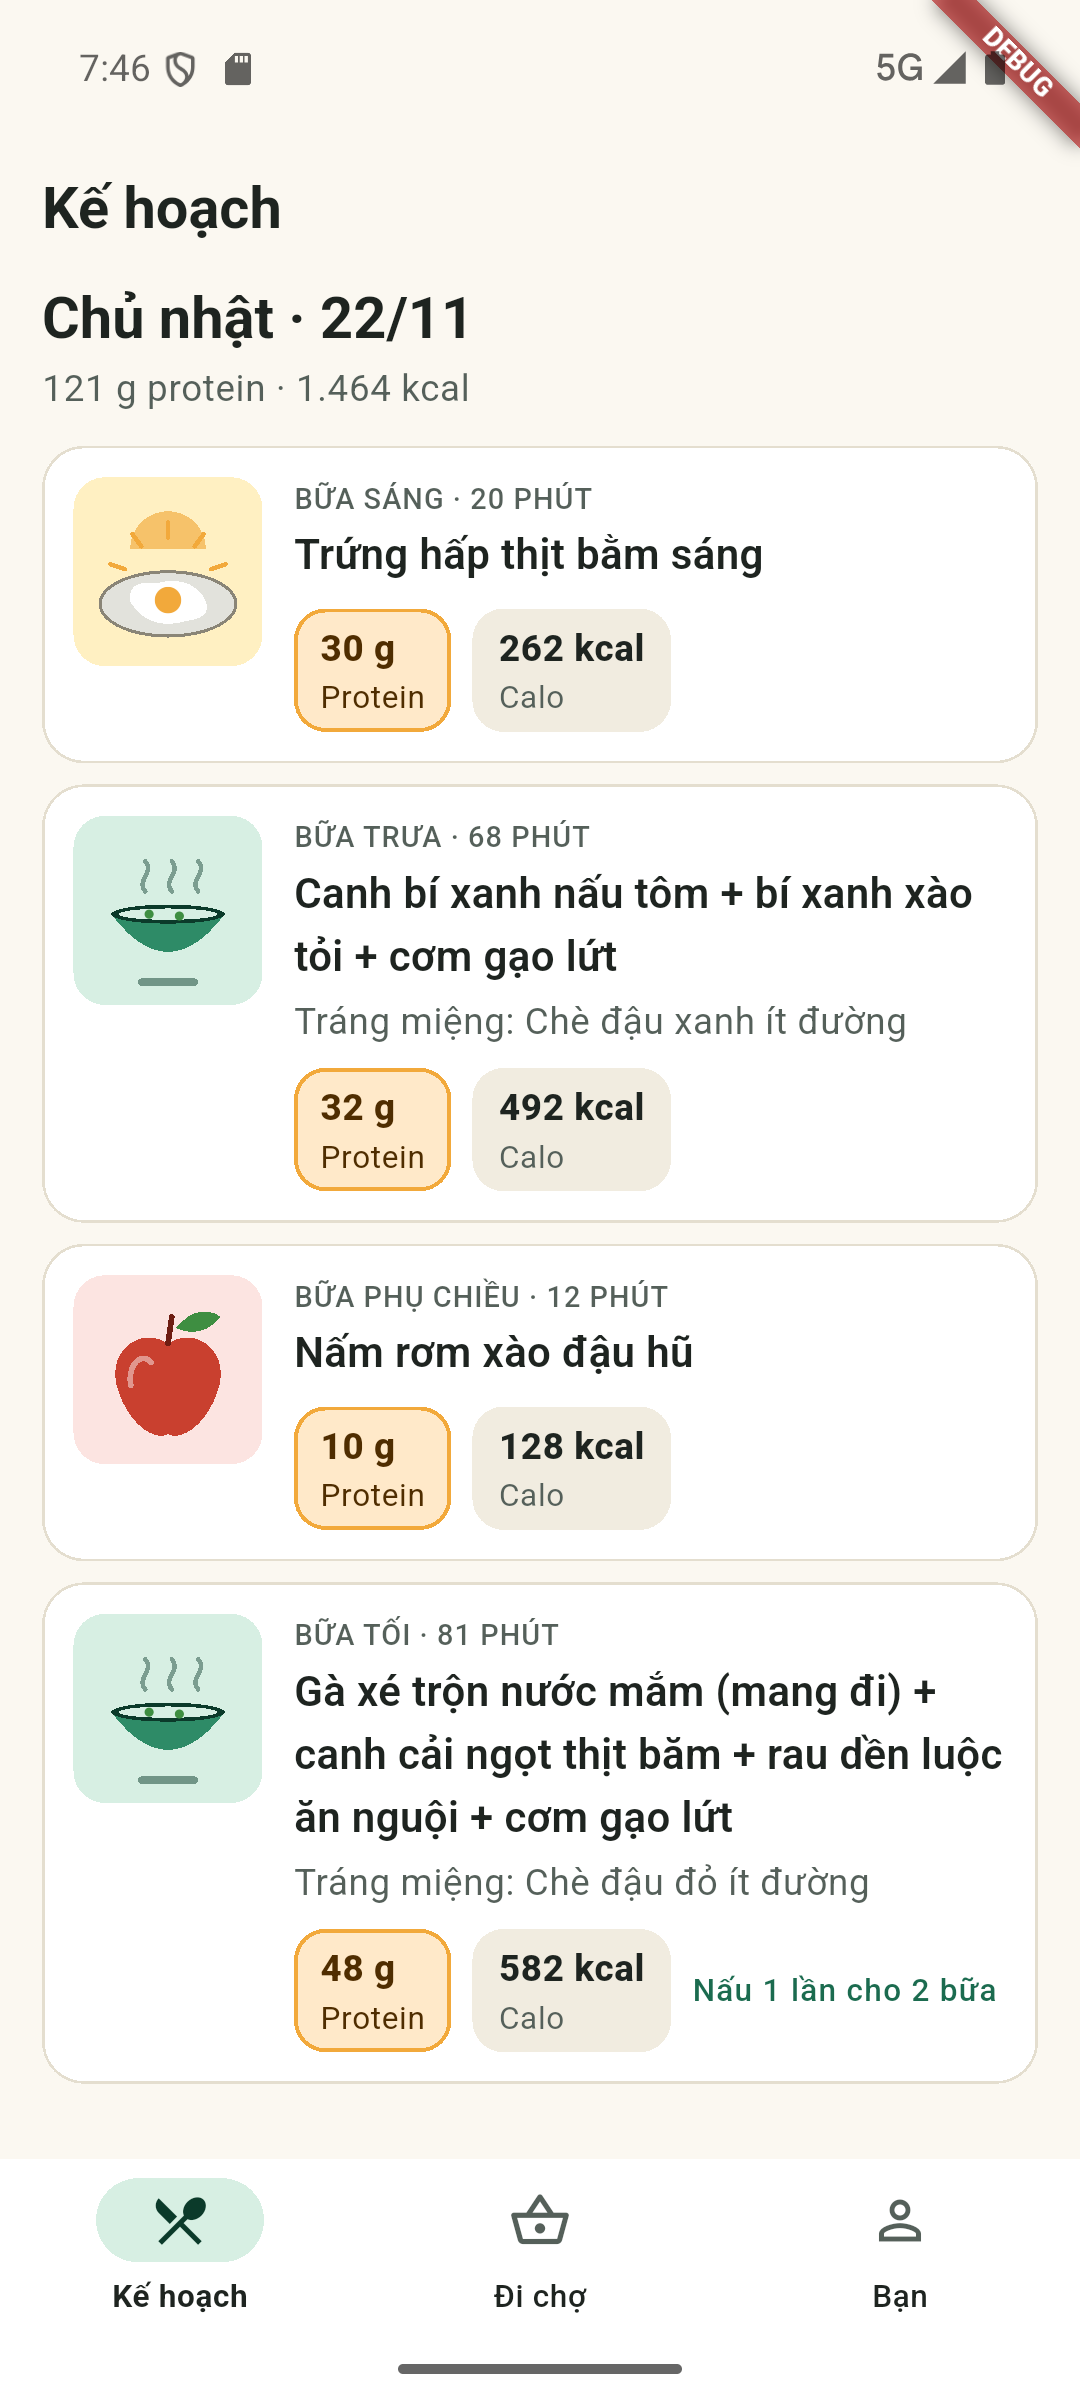 7:46
5G
DEBUG
Kế hoạch
Chủ nhật · 22/11
121 g protein · 1.464 kcal
BỮA SÁNG · 20 PHÚT
Trứng hấp thịt bằm sáng
30 g
Protein
262 kcal
Calo
BỮA TRƯA · 68 PHÚT
Canh bí xanh nấu tôm + bí xanh xào
tỏi + cơm gạo lứt
Tráng miệng: Chè đậu xanh ít đường
32 g
Protein
492 kcal
Calo
BỮA PHỤ CHIỀU · 12 PHÚT
Nấm rơm xào đậu hũ
10 g
Protein
128 kcal
Calo
BỮA TỐI · 81 PHÚT
Gà xé trộn nước mắm (mang đi) +
canh cải ngọt thịt băm + rau dền luộc
ăn nguội + cơm gạo lứt
Tráng miệng: Chè đậu đỏ ít đường
48 g
Protein
582 kcal
Calo
Nấu 1 lần cho 2 bữa
Kế hoạch
Đi chợ
Bạn